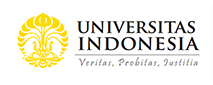 UNIVERSITAS
INDONESIA
Veritas, Probitas, Iustitia